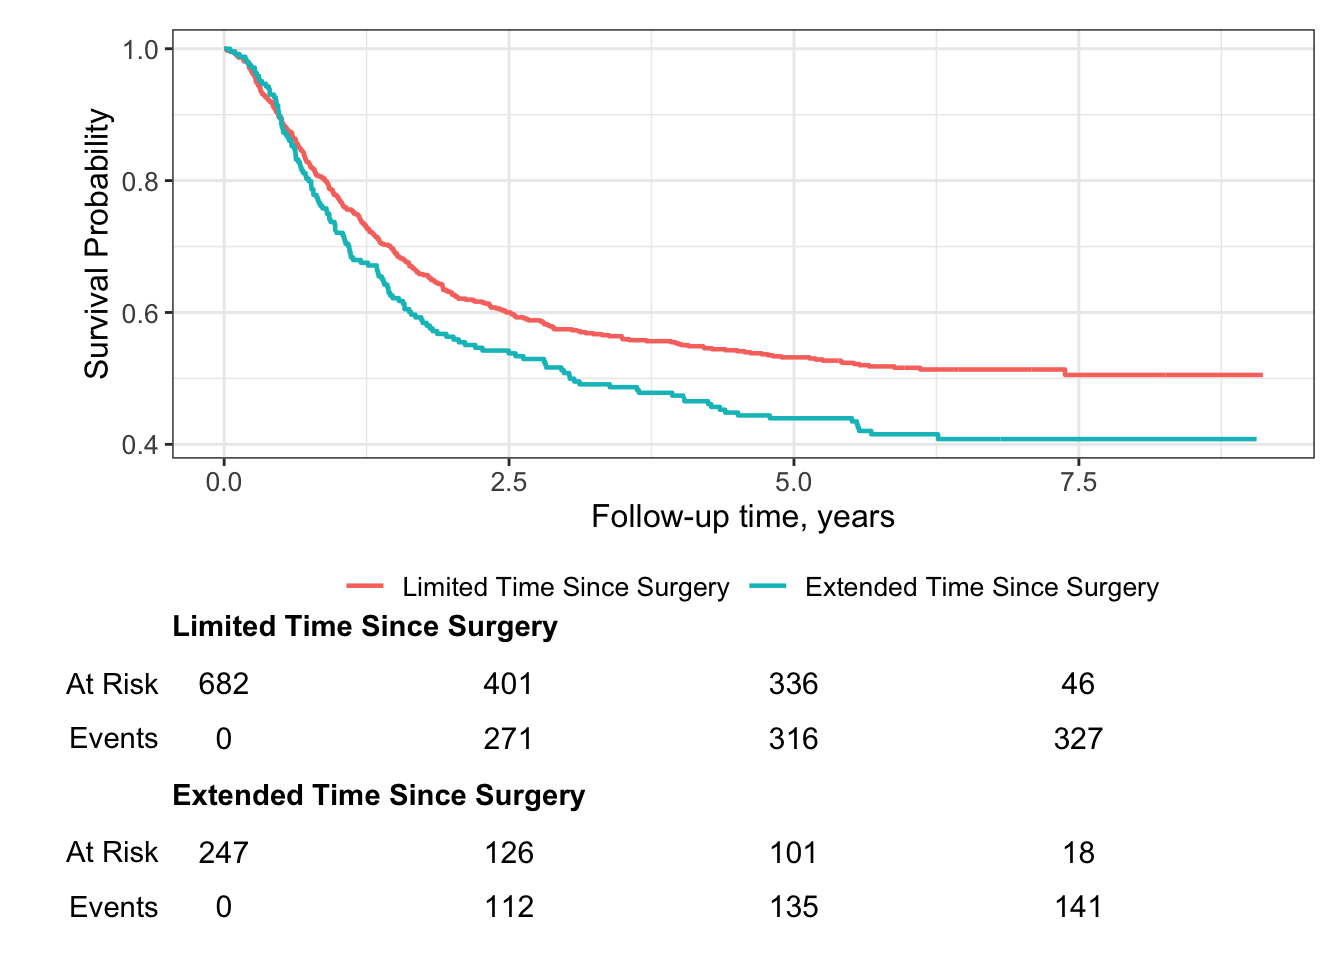 1.0
0.8
0.6
0.4
Survival Probability
0.0 2.5 5.0 7.5
Follow-up time, years
Limited Time Since Surgery Extended Time Since Surgery
Limited Time Since Surgery
At Risk 682 401 336 46
Events 0 271 316 327
Extended Time Since Surgery
At Risk 247 126 101 18
Events 0 112 135 141